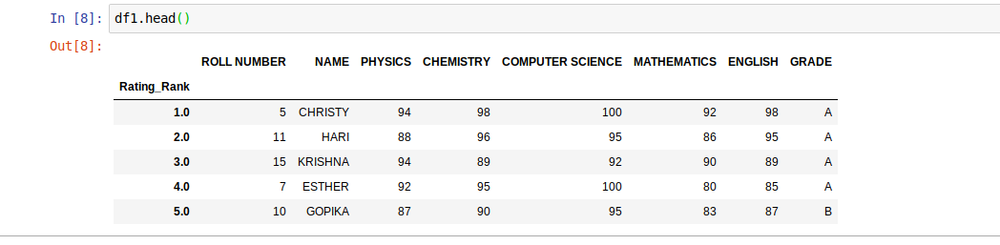 In [8]: df1.head()
Out[8]:
ROLL NUMBER NAME PHYSICS CHEMISTRY COMPUTER SCIENCE MATHEMATICS ENGLISH GRADE
Rating_Rank
1.0 5 CHRISTY 94 98 100 92 98 A
2.0 11 HARI 88 96 95 86 95 A
3.0 15 KRISHNA 94 89 92 90 89 A
4.0 7 ESTHER 92 95 100 80 85 A
5.0 10 GOPIKA 87 90 95 83 87 B